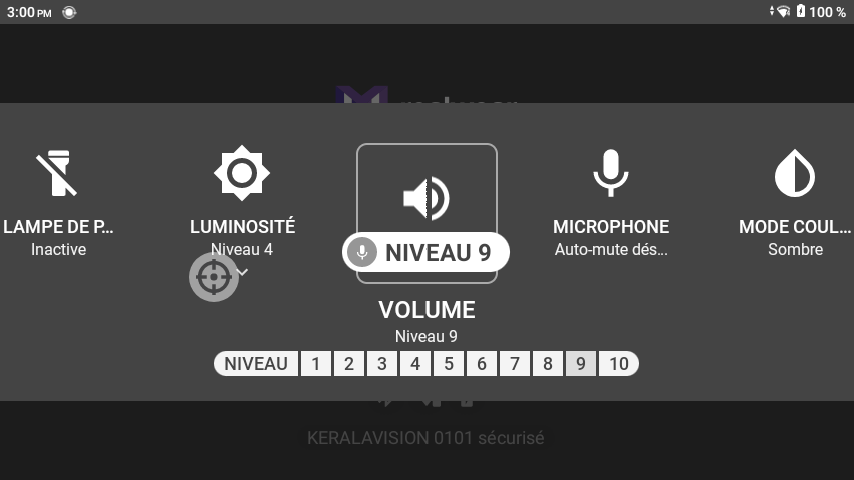 3:00 PM
100 %
LAMPE DE P...
Inactive
LUMINOSITÉ
Niveau 4
NIVEAU 9
MICROPHONE
Auto-mute dés...
MODE COUL...
Sombre
VOLUME
Niveau 9
NIVEAU 1 2 3 4 5 6 7 8 9 10
KERALAVISION 0101 sécurisé